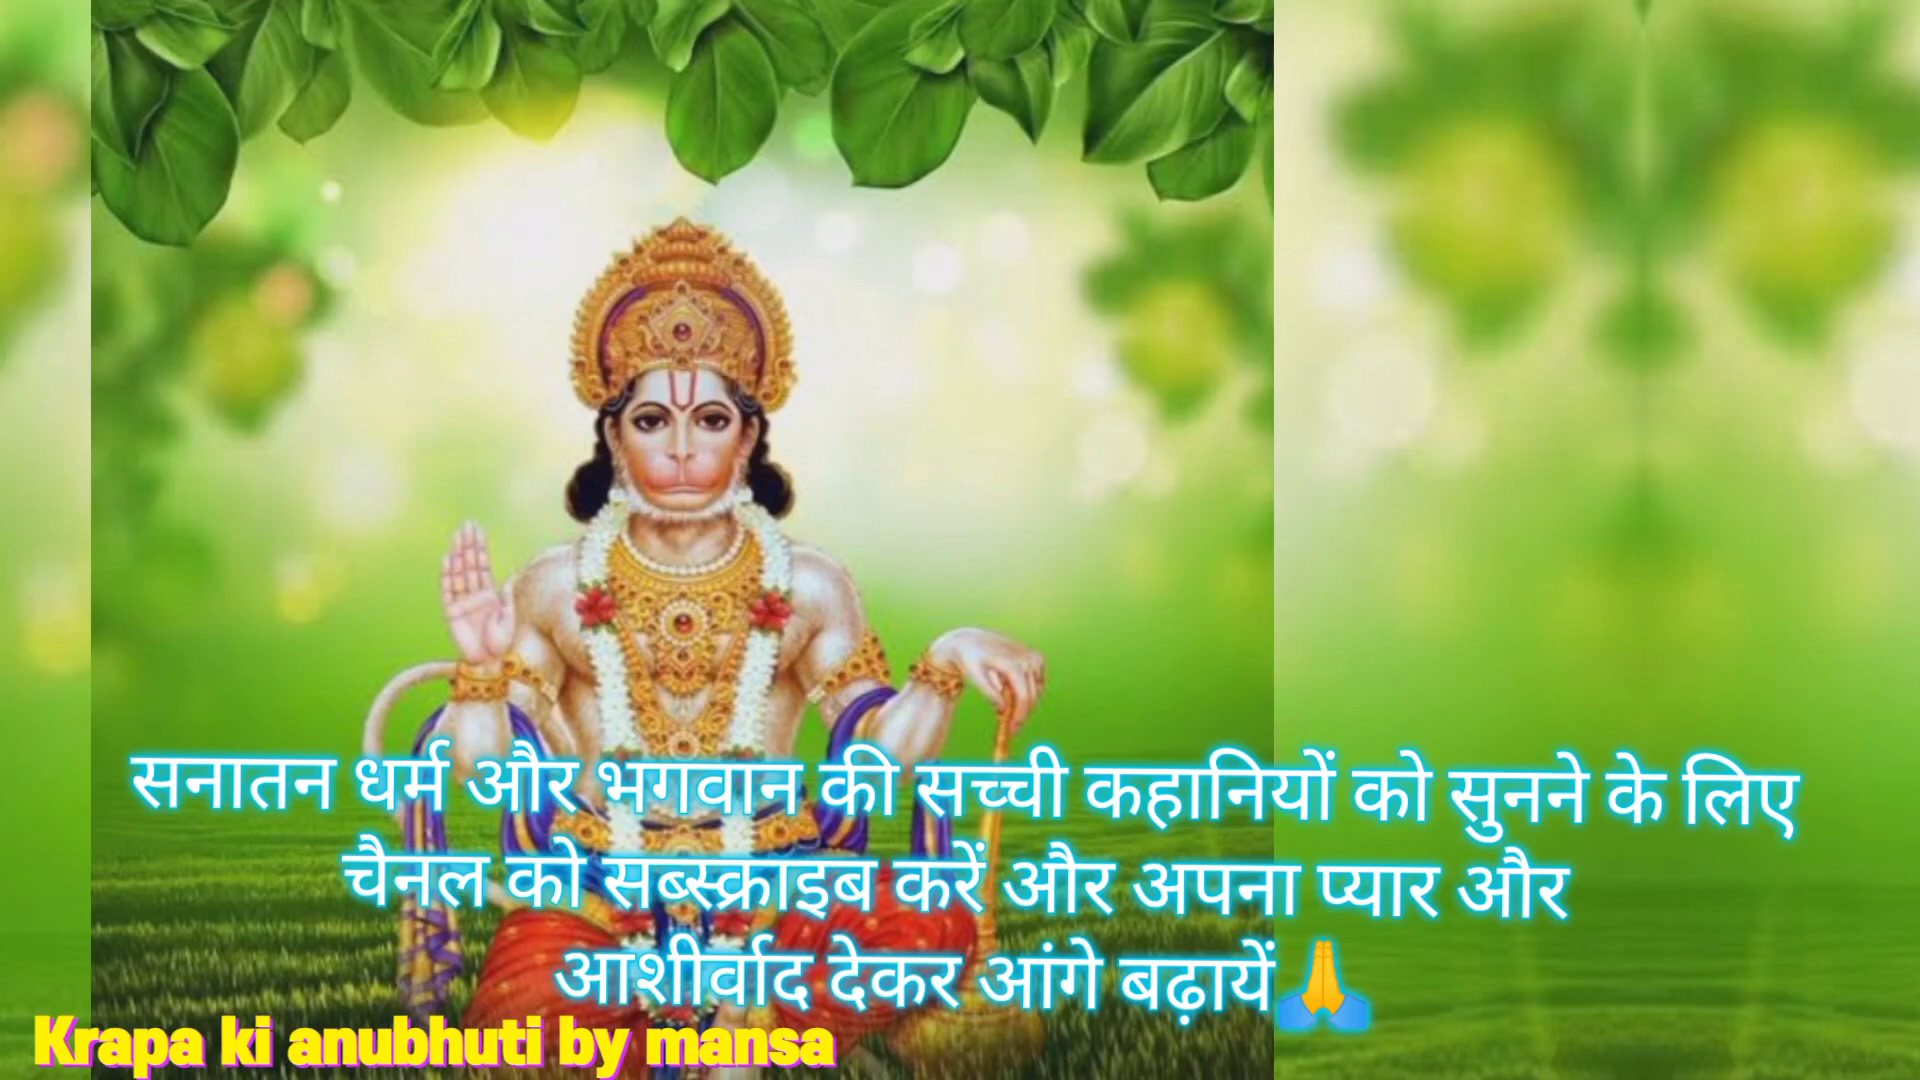 सनातन धर्म और भगवान की सच्ची कहानियों को सुनने के लिए
चैनल को सब्स्क्राइब करें और अपना प्यार और
आशीर्वाद देकर आंगे बढ़ायें🙏
Krapa ki anubhuti by mansa